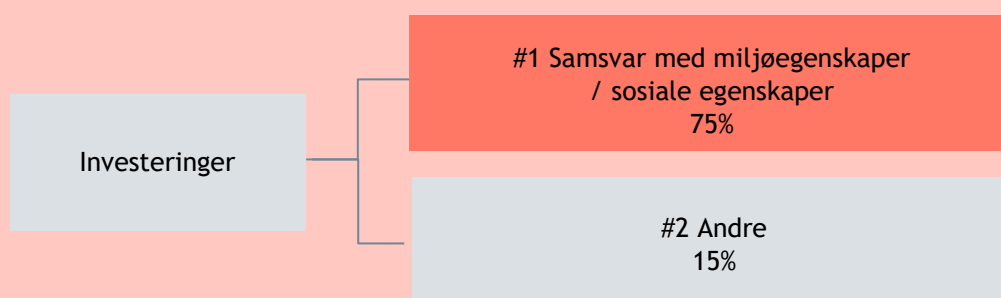 Investeringer
#1 Samsvar med miljøegenskaper
/ sosiale egenskaper
75%
#2 Andre
15%